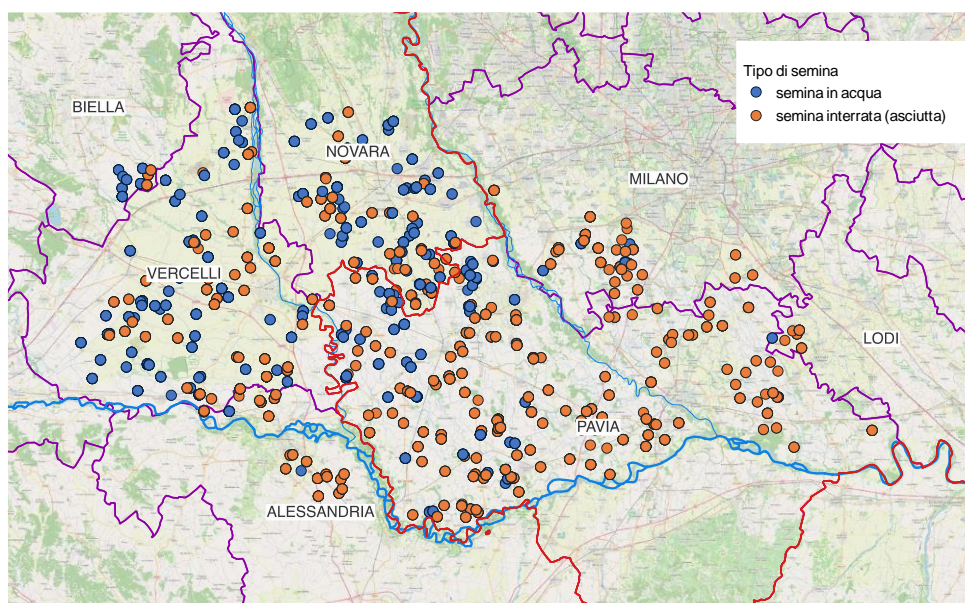 Tipo di semina
semina in acqua
semina interrata (asciutta)
BIELLA
NOVARA
MILANO
VERCELLI
LODI
PAVIA
ALESSANDRIA